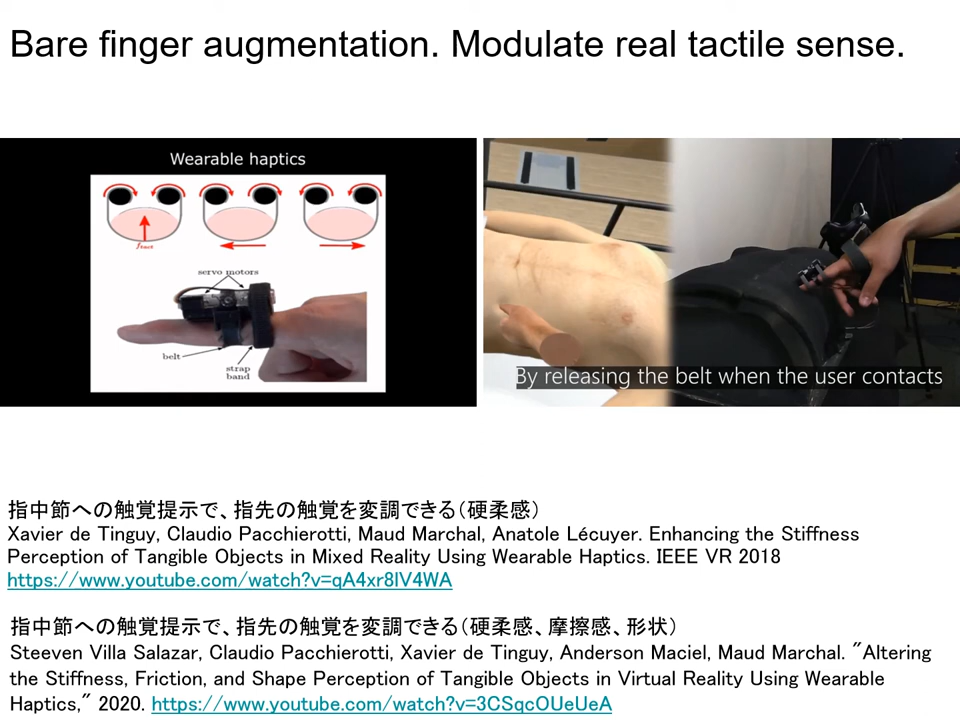 Bare finger augmentation. Modulate real tactile sense.
Wearable haptics
fₜₐcₜ
servo motors
belt
strap
band
By releasing the belt when the user contacts
指中節への触覚提示で、指先の触覚を変調できる（硬柔感）
Xavier de Tinguy, Claudio Pacchierotti, Maud Marchal, Anatole Lécuyer. Enhancing the Stiffness
Perception of Tangible Objects in Mixed Reality Using Wearable Haptics. IEEE VR 2018
https://www.youtube.com/watch?v=qA4xr8lV4WA
指中節への触覚提示で、指先の触覚を変調できる（硬柔感、摩擦感、形状）
Steeven Villa Salazar, Claudio Pacchierotti, Xavier de Tinguy, Anderson Maciel, Maud Marchal. "Altering
the Stiffness, Friction, and Shape Perception of Tangible Objects in Virtual Reality Using Wearable
Haptics," 2020. https://www.youtube.com/watch?v=3CSqcOUeUeA